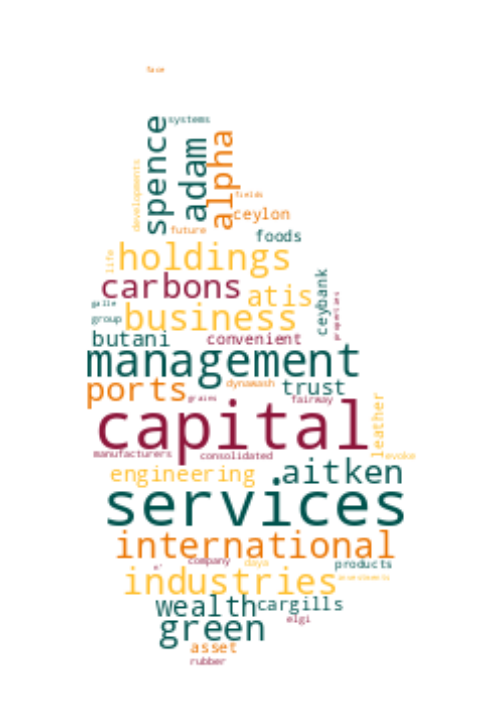 face
systems
spence
adam
alpha
developments
fields
ceylon
future
foods
holdings
life
carbons
atis
ceybank
properties
galle
group
business
butani
convenient
management
ports
dynawash
trust
grains
fairway
capital
leather
manufacturers
consolidated
evoke
engineering
aitken
services
international
company
daya
products
e'
industries
investments
wealth
cargills
green
elgi
asset
rubber